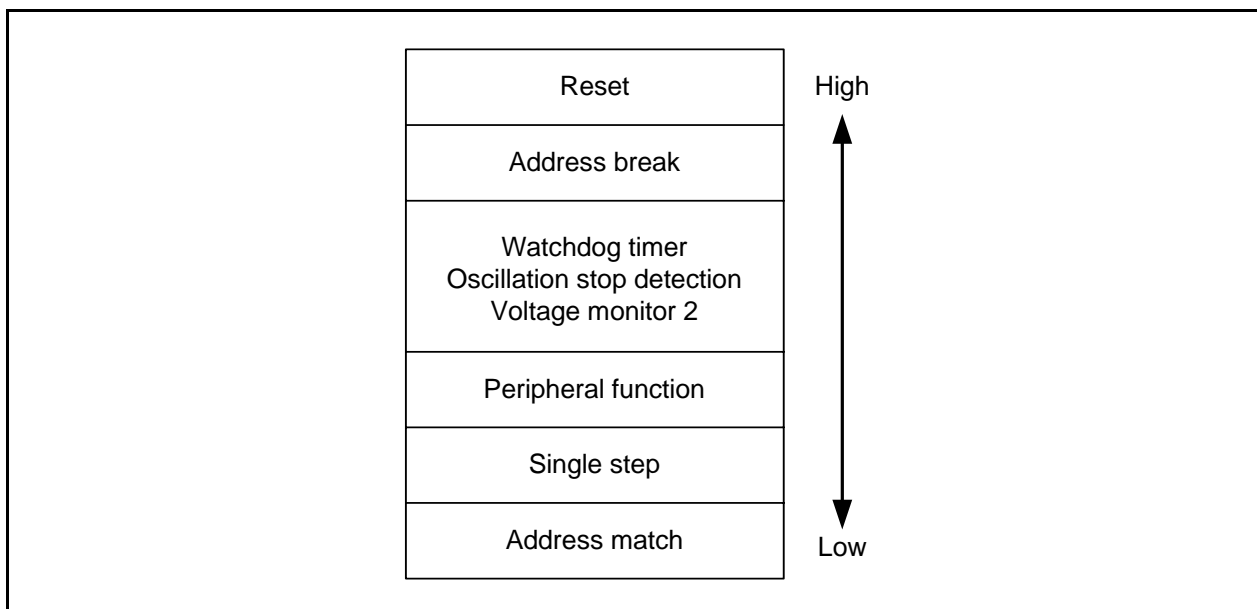 Reset
High
Address break
Watchdog timer
Oscillation stop detection
Voltage monitor 2
Peripheral function
Single step
Address match
Low